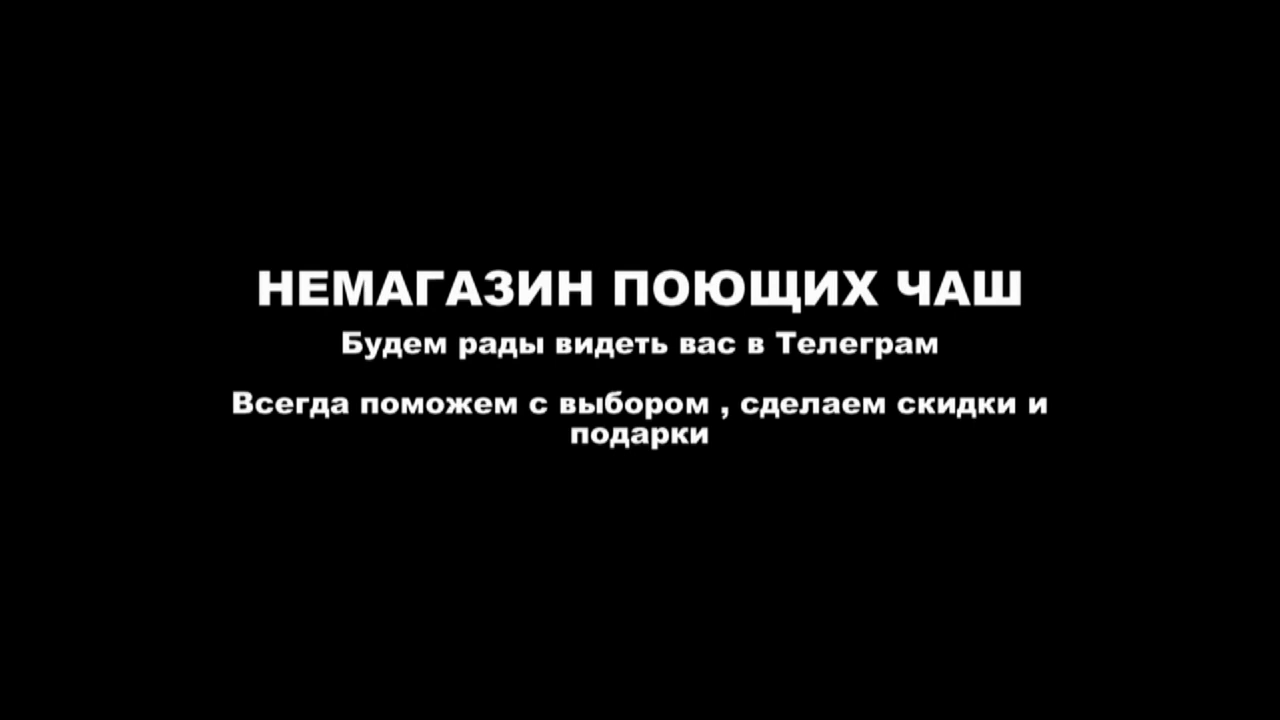 НЕМАГАЗИН ПОЮЩИХ ЧАШ
Будем рады видеть вас в Телеграм
Всегда поможем с выбором , сделаем скидки и
подарки